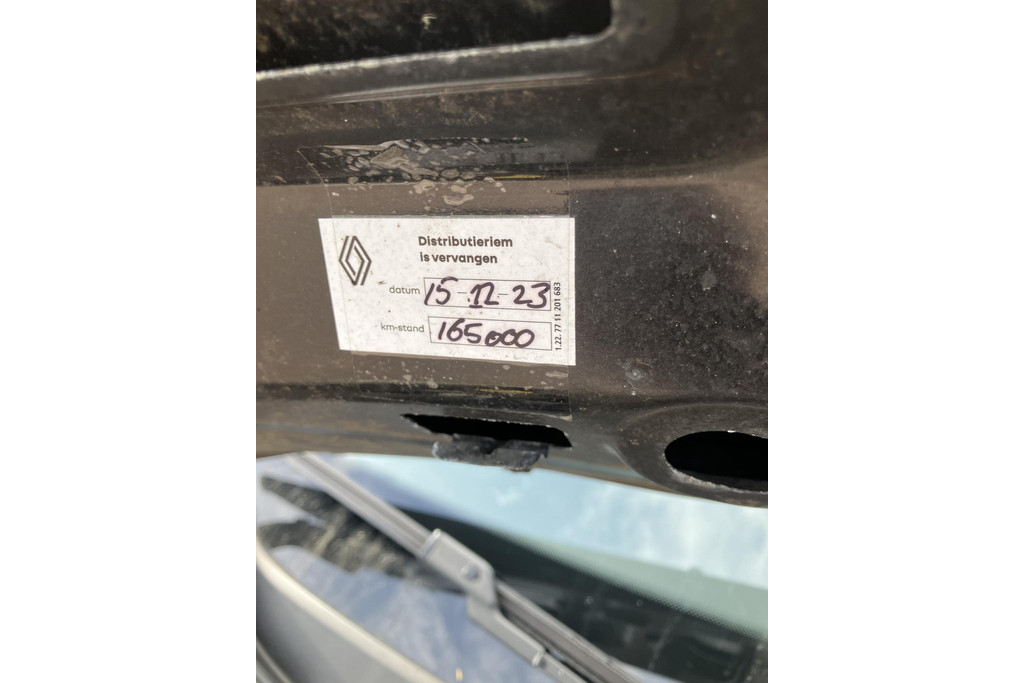 Distributieriem
is vervangen
datum 15-12-23
km-stand 165000
1.22. 77 11 201 683